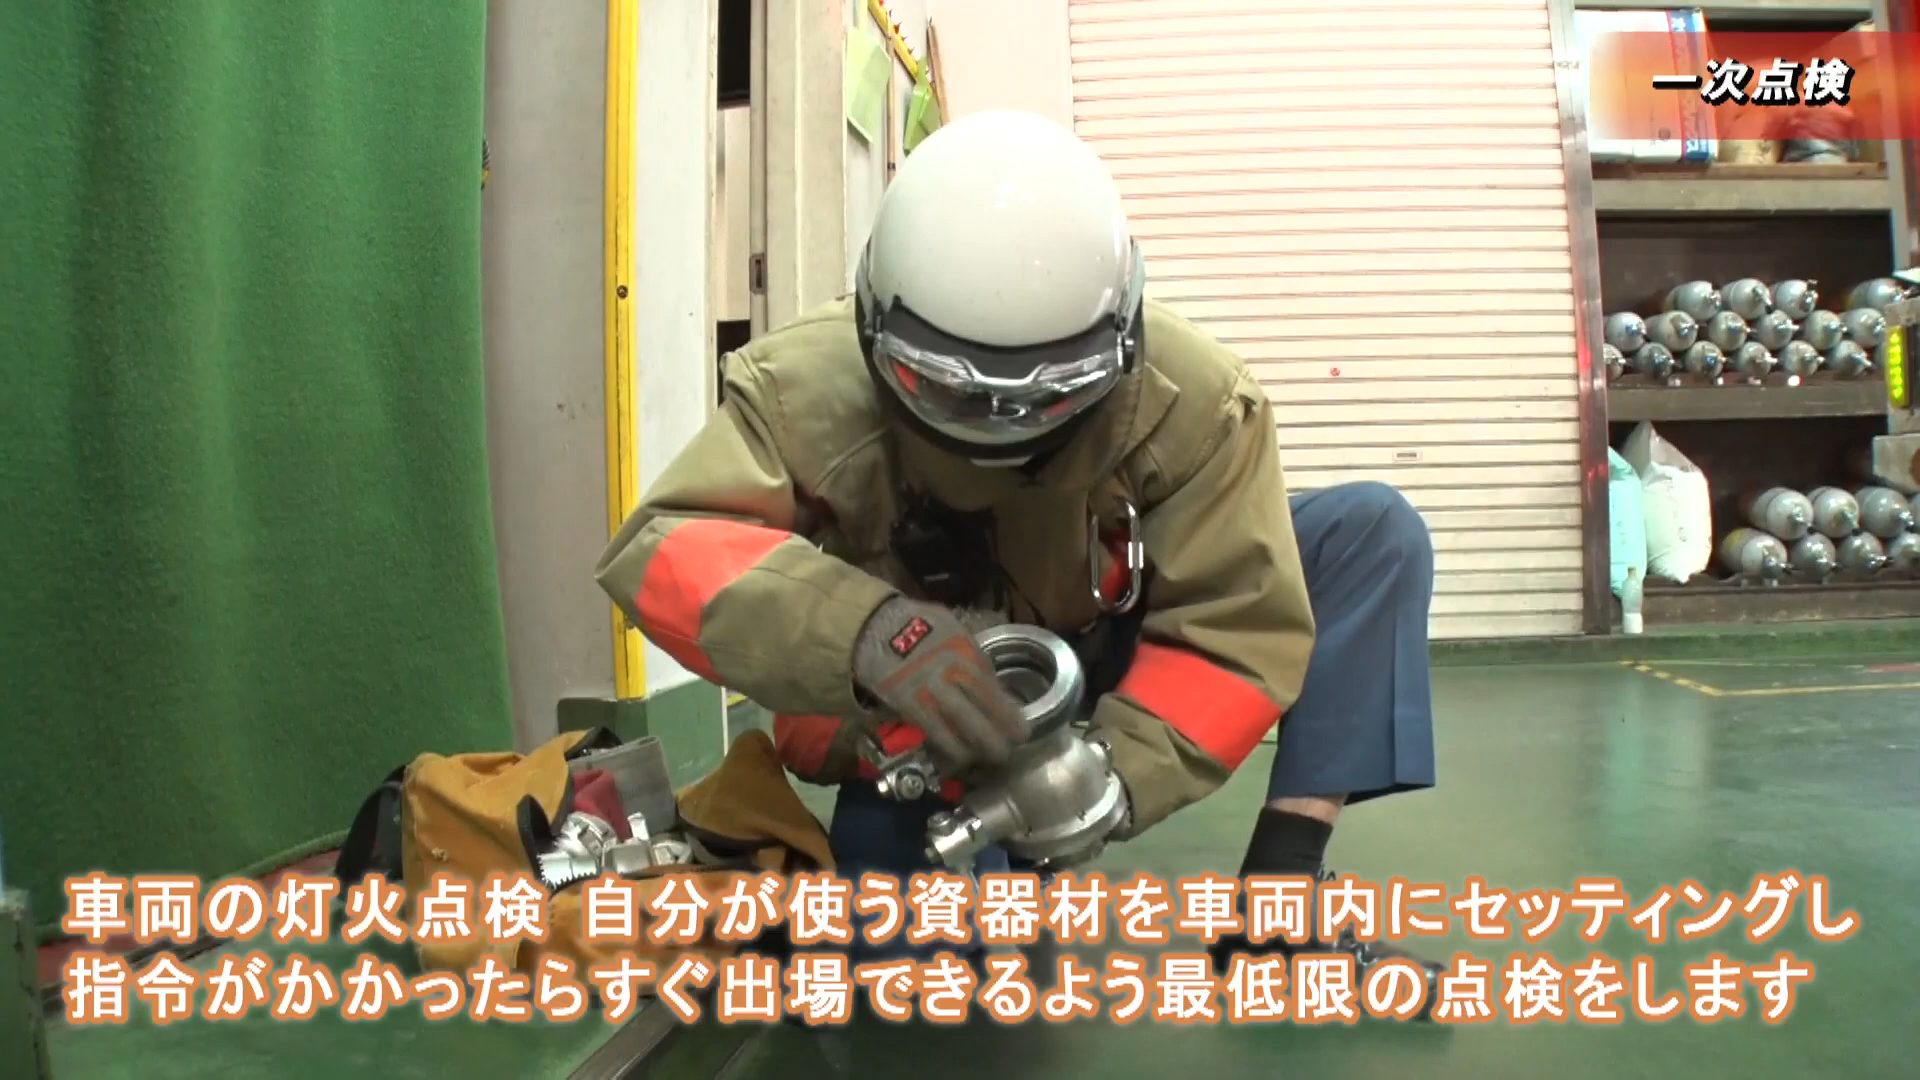 一次点検
車両の灯火点検 自分が使う資器材を車両内にセッティングし
指令がかかったらすぐ出場できるよう最低限の点検をします